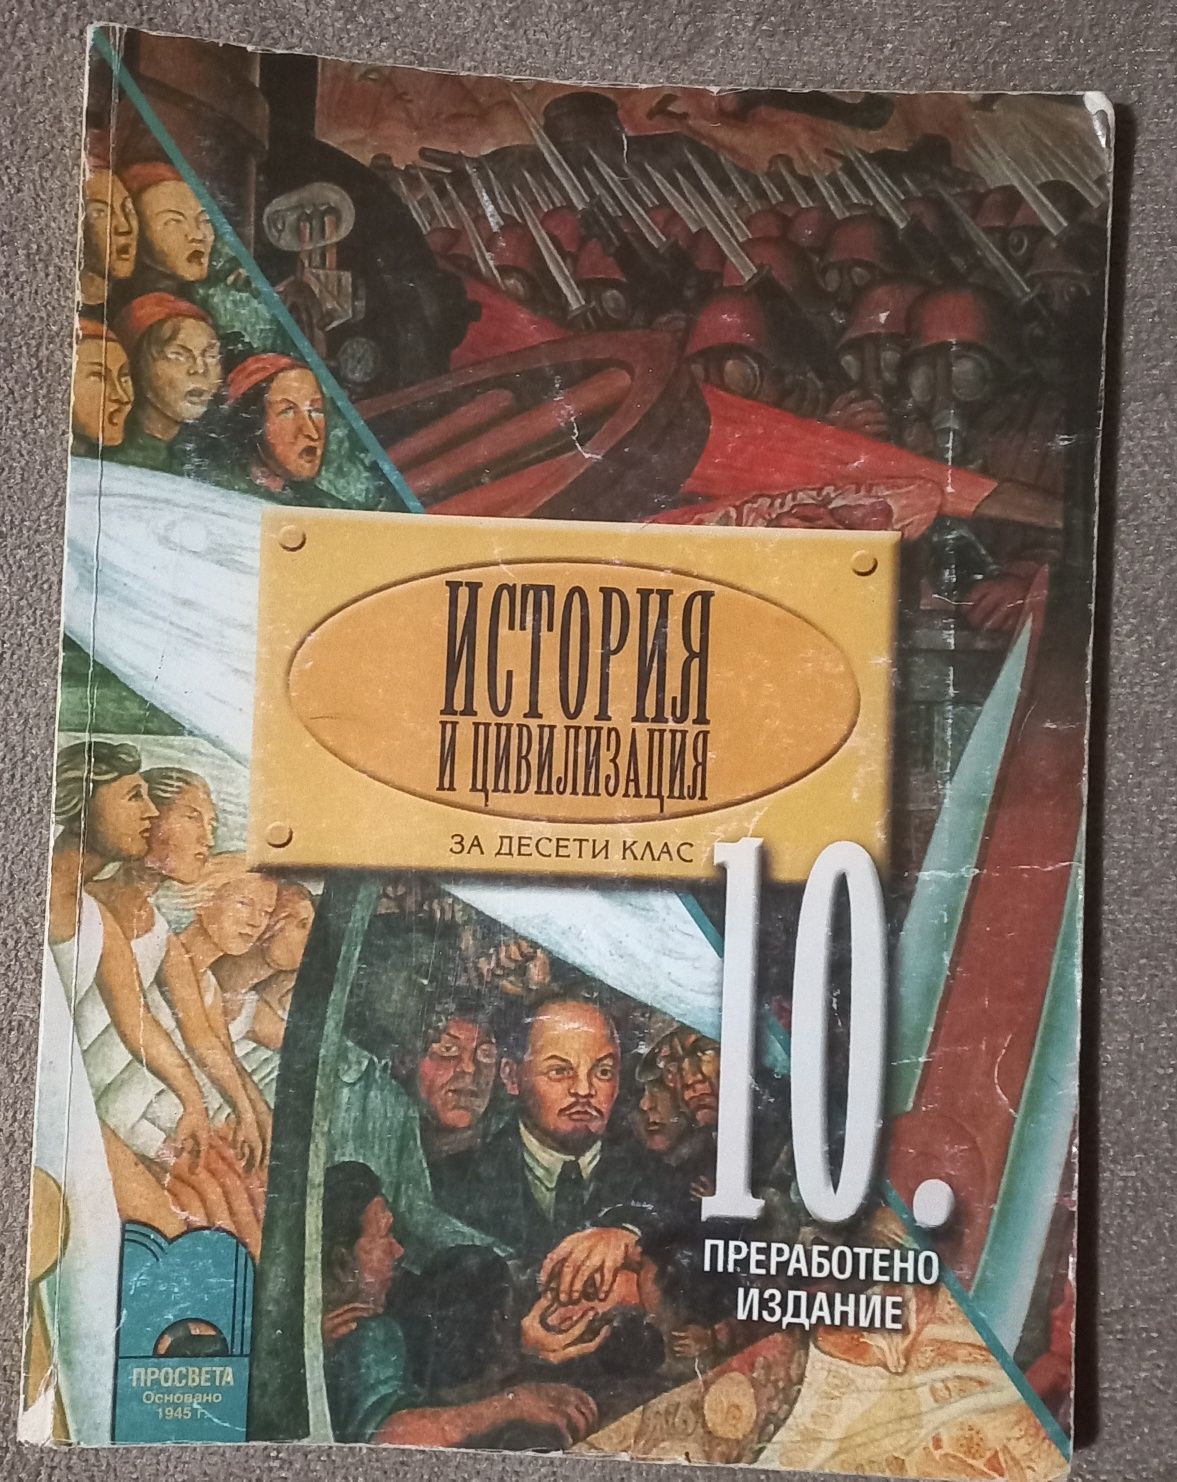 ИСТОРИЯ
И ЦИВИЛИЗАЦИЯ
ЗА ДЕСЕТИ КЛАС
10.
ПРЕРАБОТЕНО
ИЗДАНИЕ
ПРОСВЕТА
Основано
1945 г.